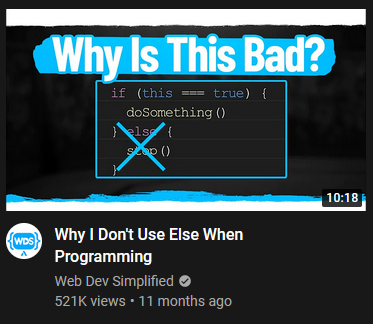 Why Is This Bad?
if (this === true) {
doSomething()
} else {
stop()
}
10:18
WDS
Why I Don't Use Else When
Programming
Web Dev Simplified
521K views • 11 months ago